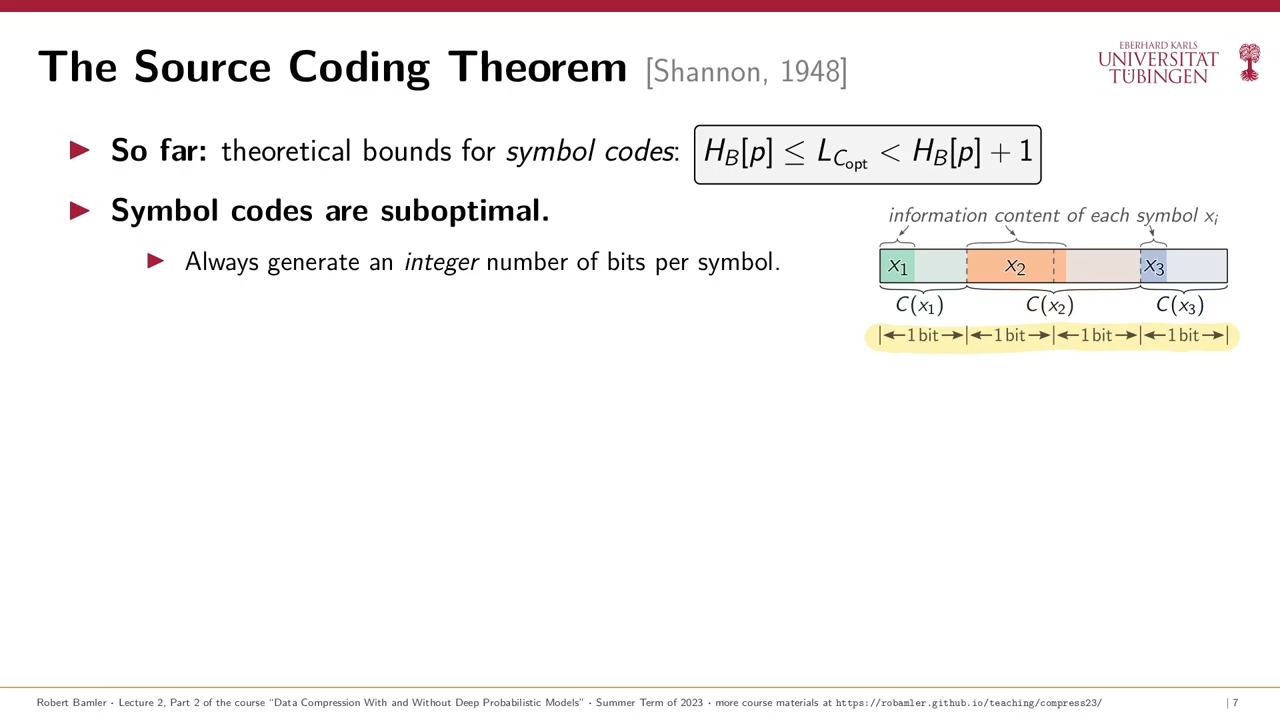 The Source Coding Theorem [Shannon, 1948]
EBERHARD KARLS
UNIVERSITÄT
TÜBINGEN
▶ So far: theoretical bounds for symbol codes: H_B[p] ≤ L_{C_opt} < H_B[p] + 1
▶ Symbol codes are suboptimal.
▶ Always generate an integer number of bits per symbol.
information content of each symbol x_i
x_1 x_2 x_3
C(x_1) C(x_2) C(x_3)
|←1 bit→|←1 bit→|←1 bit→|←1 bit→|
Robert Bamler · Lecture 2, Part 2 of the course “Data Compression With and Without Deep Probabilistic Models” · Summer Term of 2023 · more course materials at https://robamler.github.io/teaching/compress23/ | 7